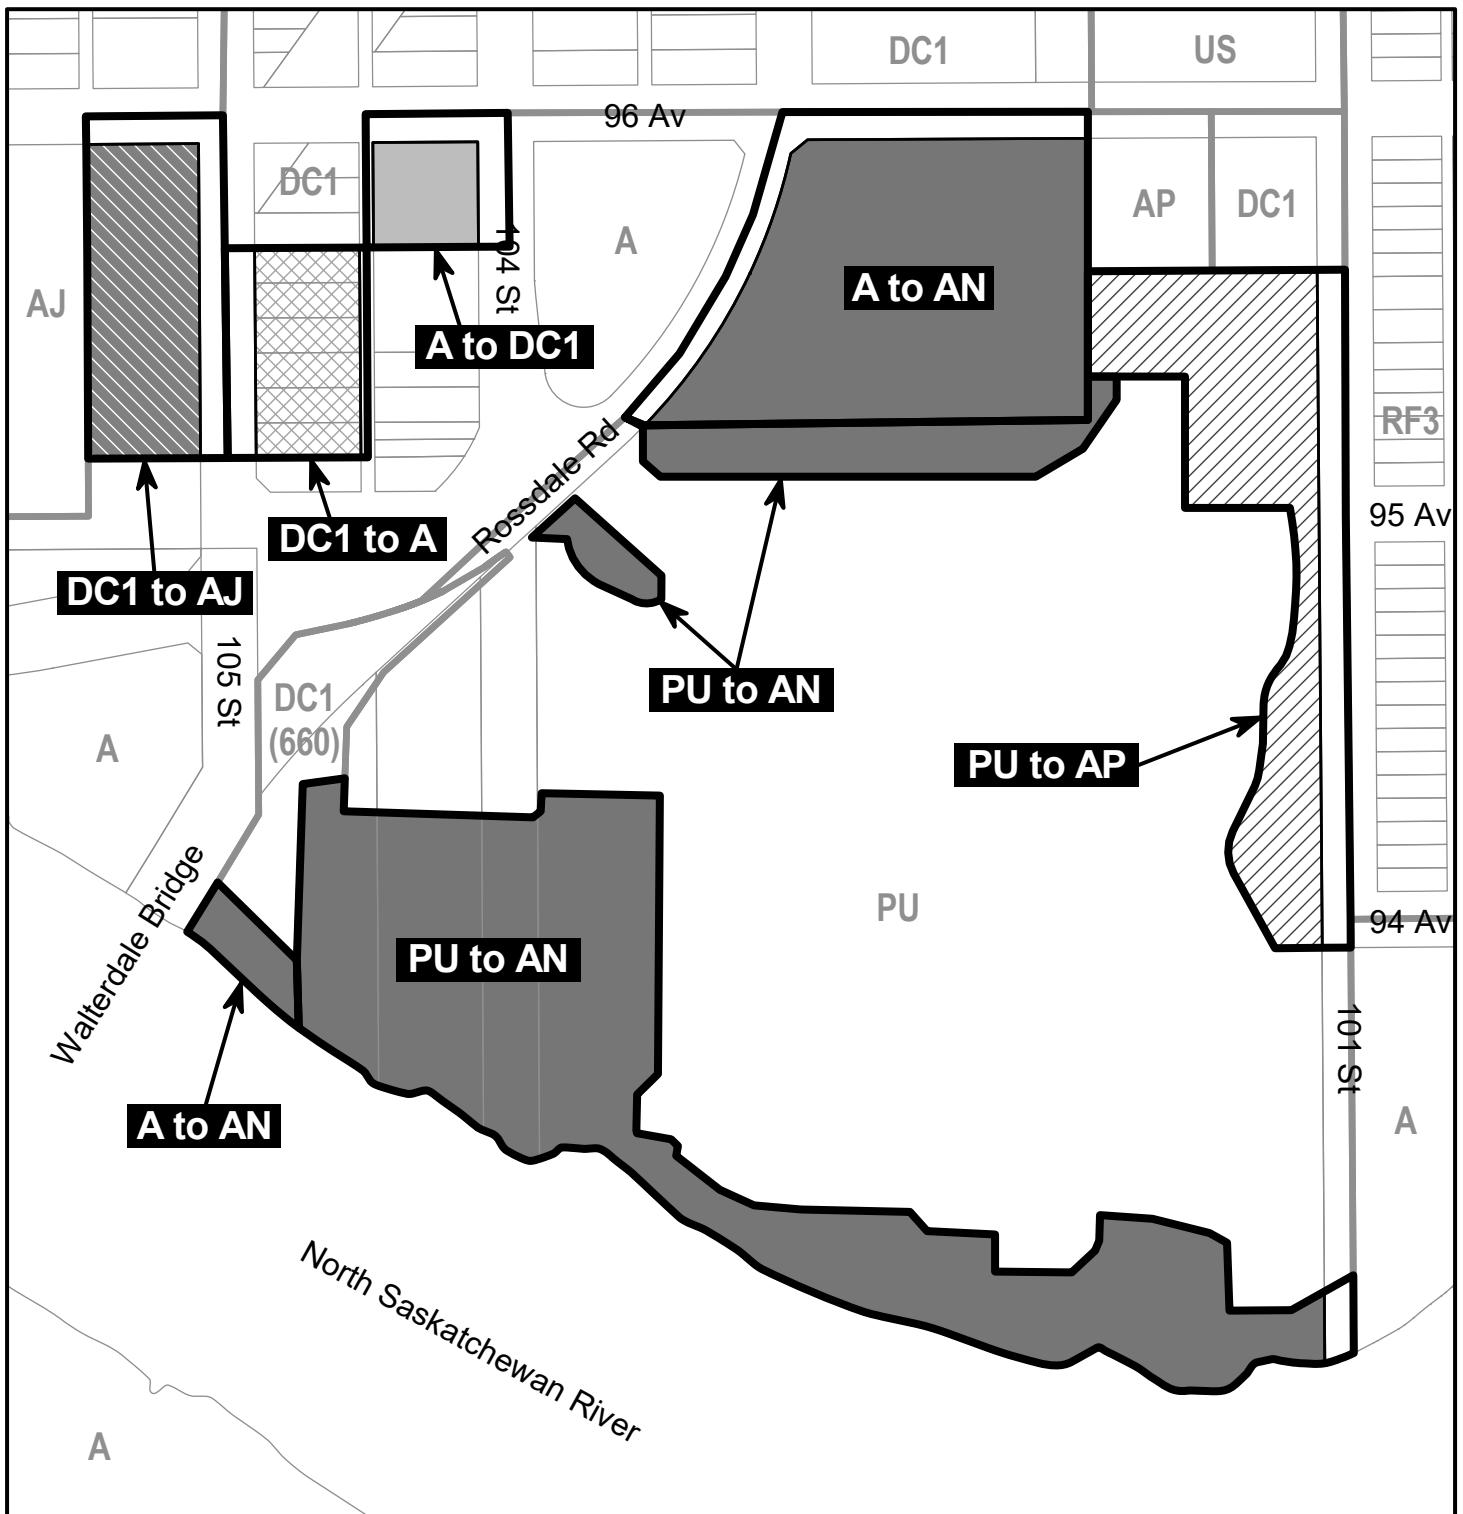 DC1
US
96 Av
DC1
AP
DC1
A
104 St
A to AN
AJ
A to DC1
RF3
Rossdale Rd
95 Av
DC1 to A
DC1 to AJ
105 St
PU to AN
DC1
(660)
A
PU to AP
Walterdale Bridge
PU
94 Av
PU to AN
101 St
A to AN
A
North Saskatchewan River
A